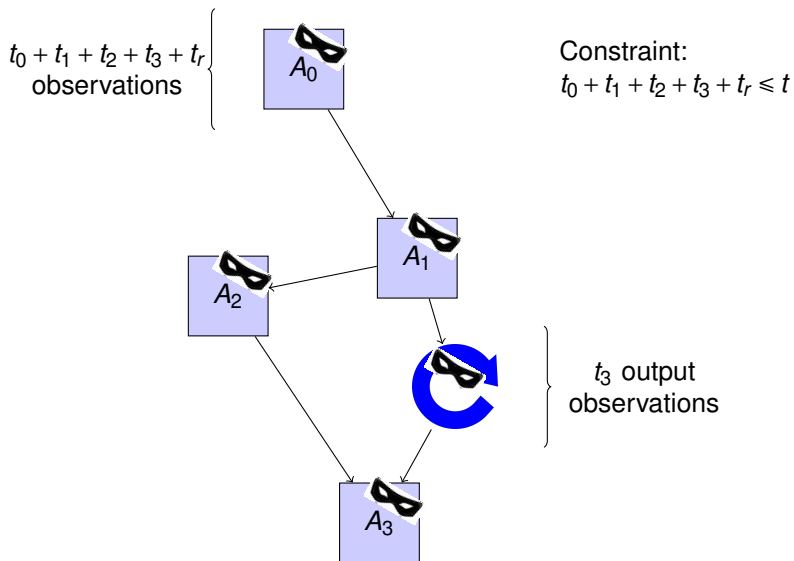 t₀ + t₁ + t₂ + t₃ + tᵣ
observations
A₀
Constraint:
t₀ + t₁ + t₂ + t₃ + tᵣ ⩽ t
A₁
A₂
t₃ output
observations
A₃